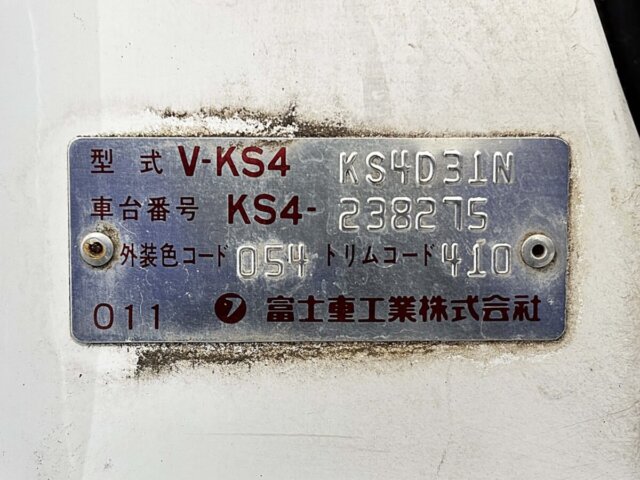 型式 V-KS4 KS4D31N
車台番号 KS4- 238275
外装色コード 054 トリムコード 410
011 富士重工業株式会社